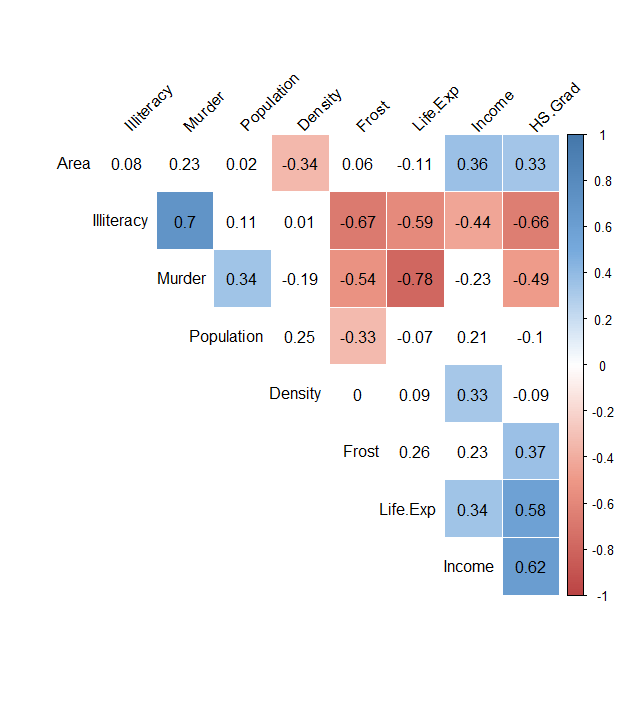 Illiteracy Murder Population Density Frost Life.Exp Income HS.Grad
Area 0.08 0.23 0.02 -0.34 0.06 -0.11 0.36 0.33
Illiteracy 0.7 0.11 0.01 -0.67 -0.59 -0.44 -0.66
Murder 0.34 -0.19 -0.54 -0.78 -0.23 -0.49
Population 0.25 -0.33 -0.07 0.21 -0.1
Density 0 0.09 0.33 -0.09
Frost 0.26 0.23 0.37
Life.Exp 0.34 0.58
Income 0.62
1
0.8
0.6
0.4
0.2
0
-0.2
-0.4
-0.6
-0.8
-1